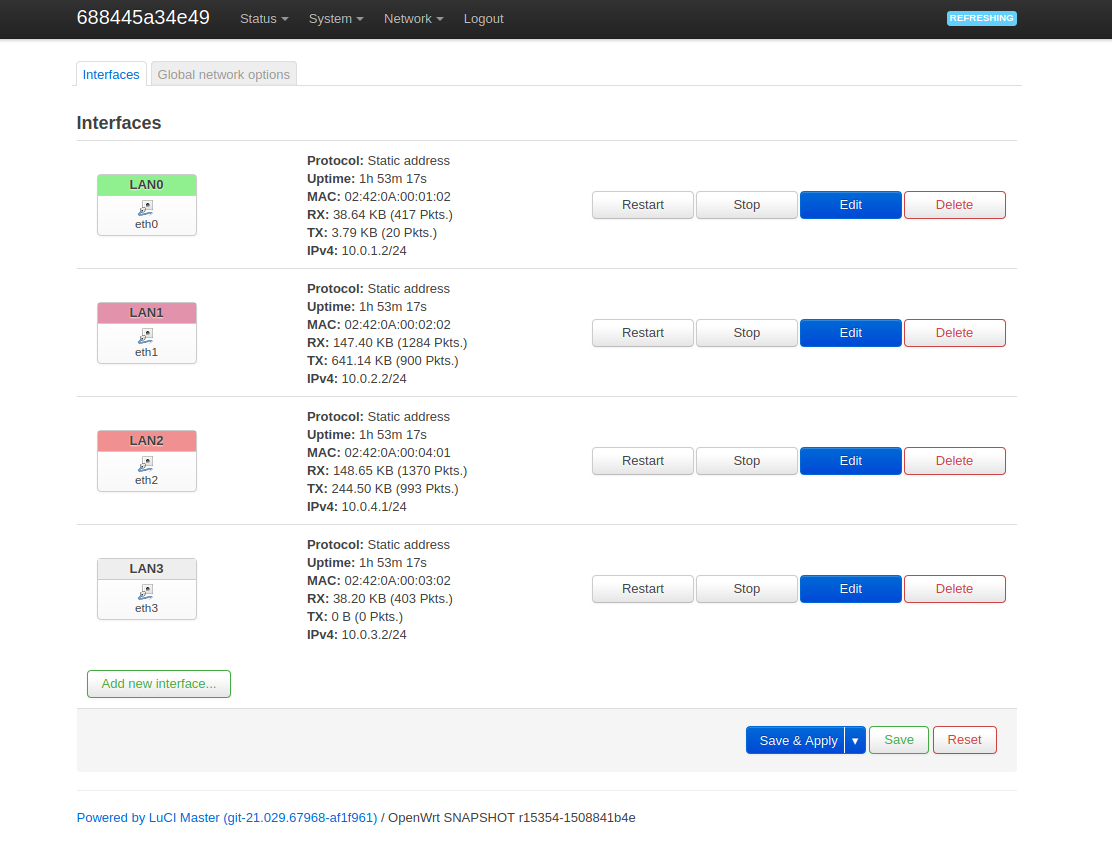 688445a34e49 Status System Network Logout REFRESHING
Interfaces Global network options
Interfaces
LAN0
eth0
Protocol: Static address
Uptime: 1h 53m 17s
MAC: 02:42:0A:00:01:02
RX: 38.64 KB (417 Pkts.)
TX: 3.79 KB (20 Pkts.)
IPv4: 10.0.1.2/24
Restart Stop Edit Delete
LAN1
eth1
Protocol: Static address
Uptime: 1h 53m 17s
MAC: 02:42:0A:00:02:02
RX: 147.40 KB (1284 Pkts.)
TX: 641.14 KB (900 Pkts.)
IPv4: 10.0.2.2/24
Restart Stop Edit Delete
LAN2
eth2
Protocol: Static address
Uptime: 1h 53m 17s
MAC: 02:42:0A:00:04:01
RX: 148.65 KB (1370 Pkts.)
TX: 244.50 KB (993 Pkts.)
IPv4: 10.0.4.1/24
Restart Stop Edit Delete
LAN3
eth3
Protocol: Static address
Uptime: 1h 53m 17s
MAC: 02:42:0A:00:03:02
RX: 38.20 KB (403 Pkts.)
TX: 0 B (0 Pkts.)
IPv4: 10.0.3.2/24
Restart Stop Edit Delete
Add new interface...
Save & Apply Save Reset
Powered by LuCI Master (git-21.029.67968-af1f961) / OpenWrt SNAPSHOT r15354-1508841b4e